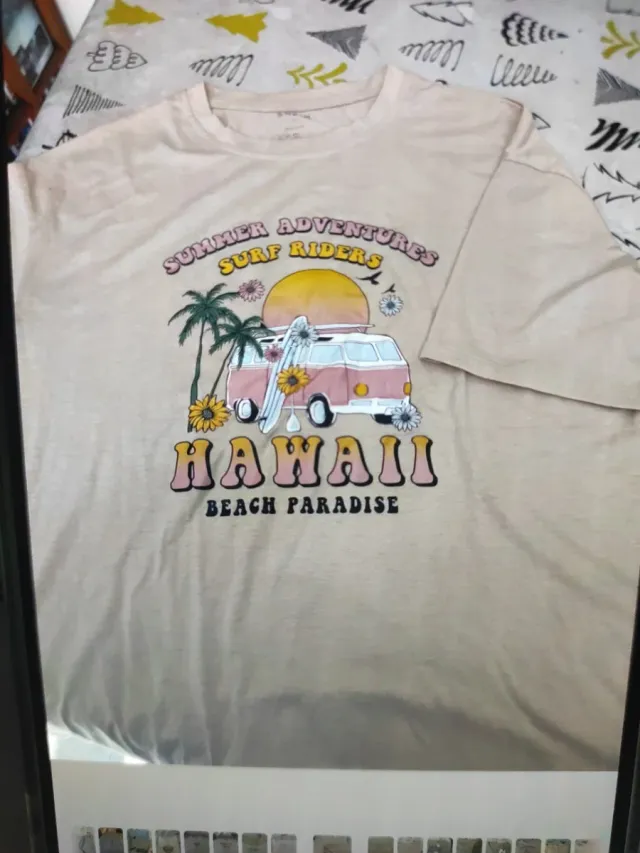 SUMMER ADVENTURES
SURF RIDERS
HAWAII
BEACH PARADISE